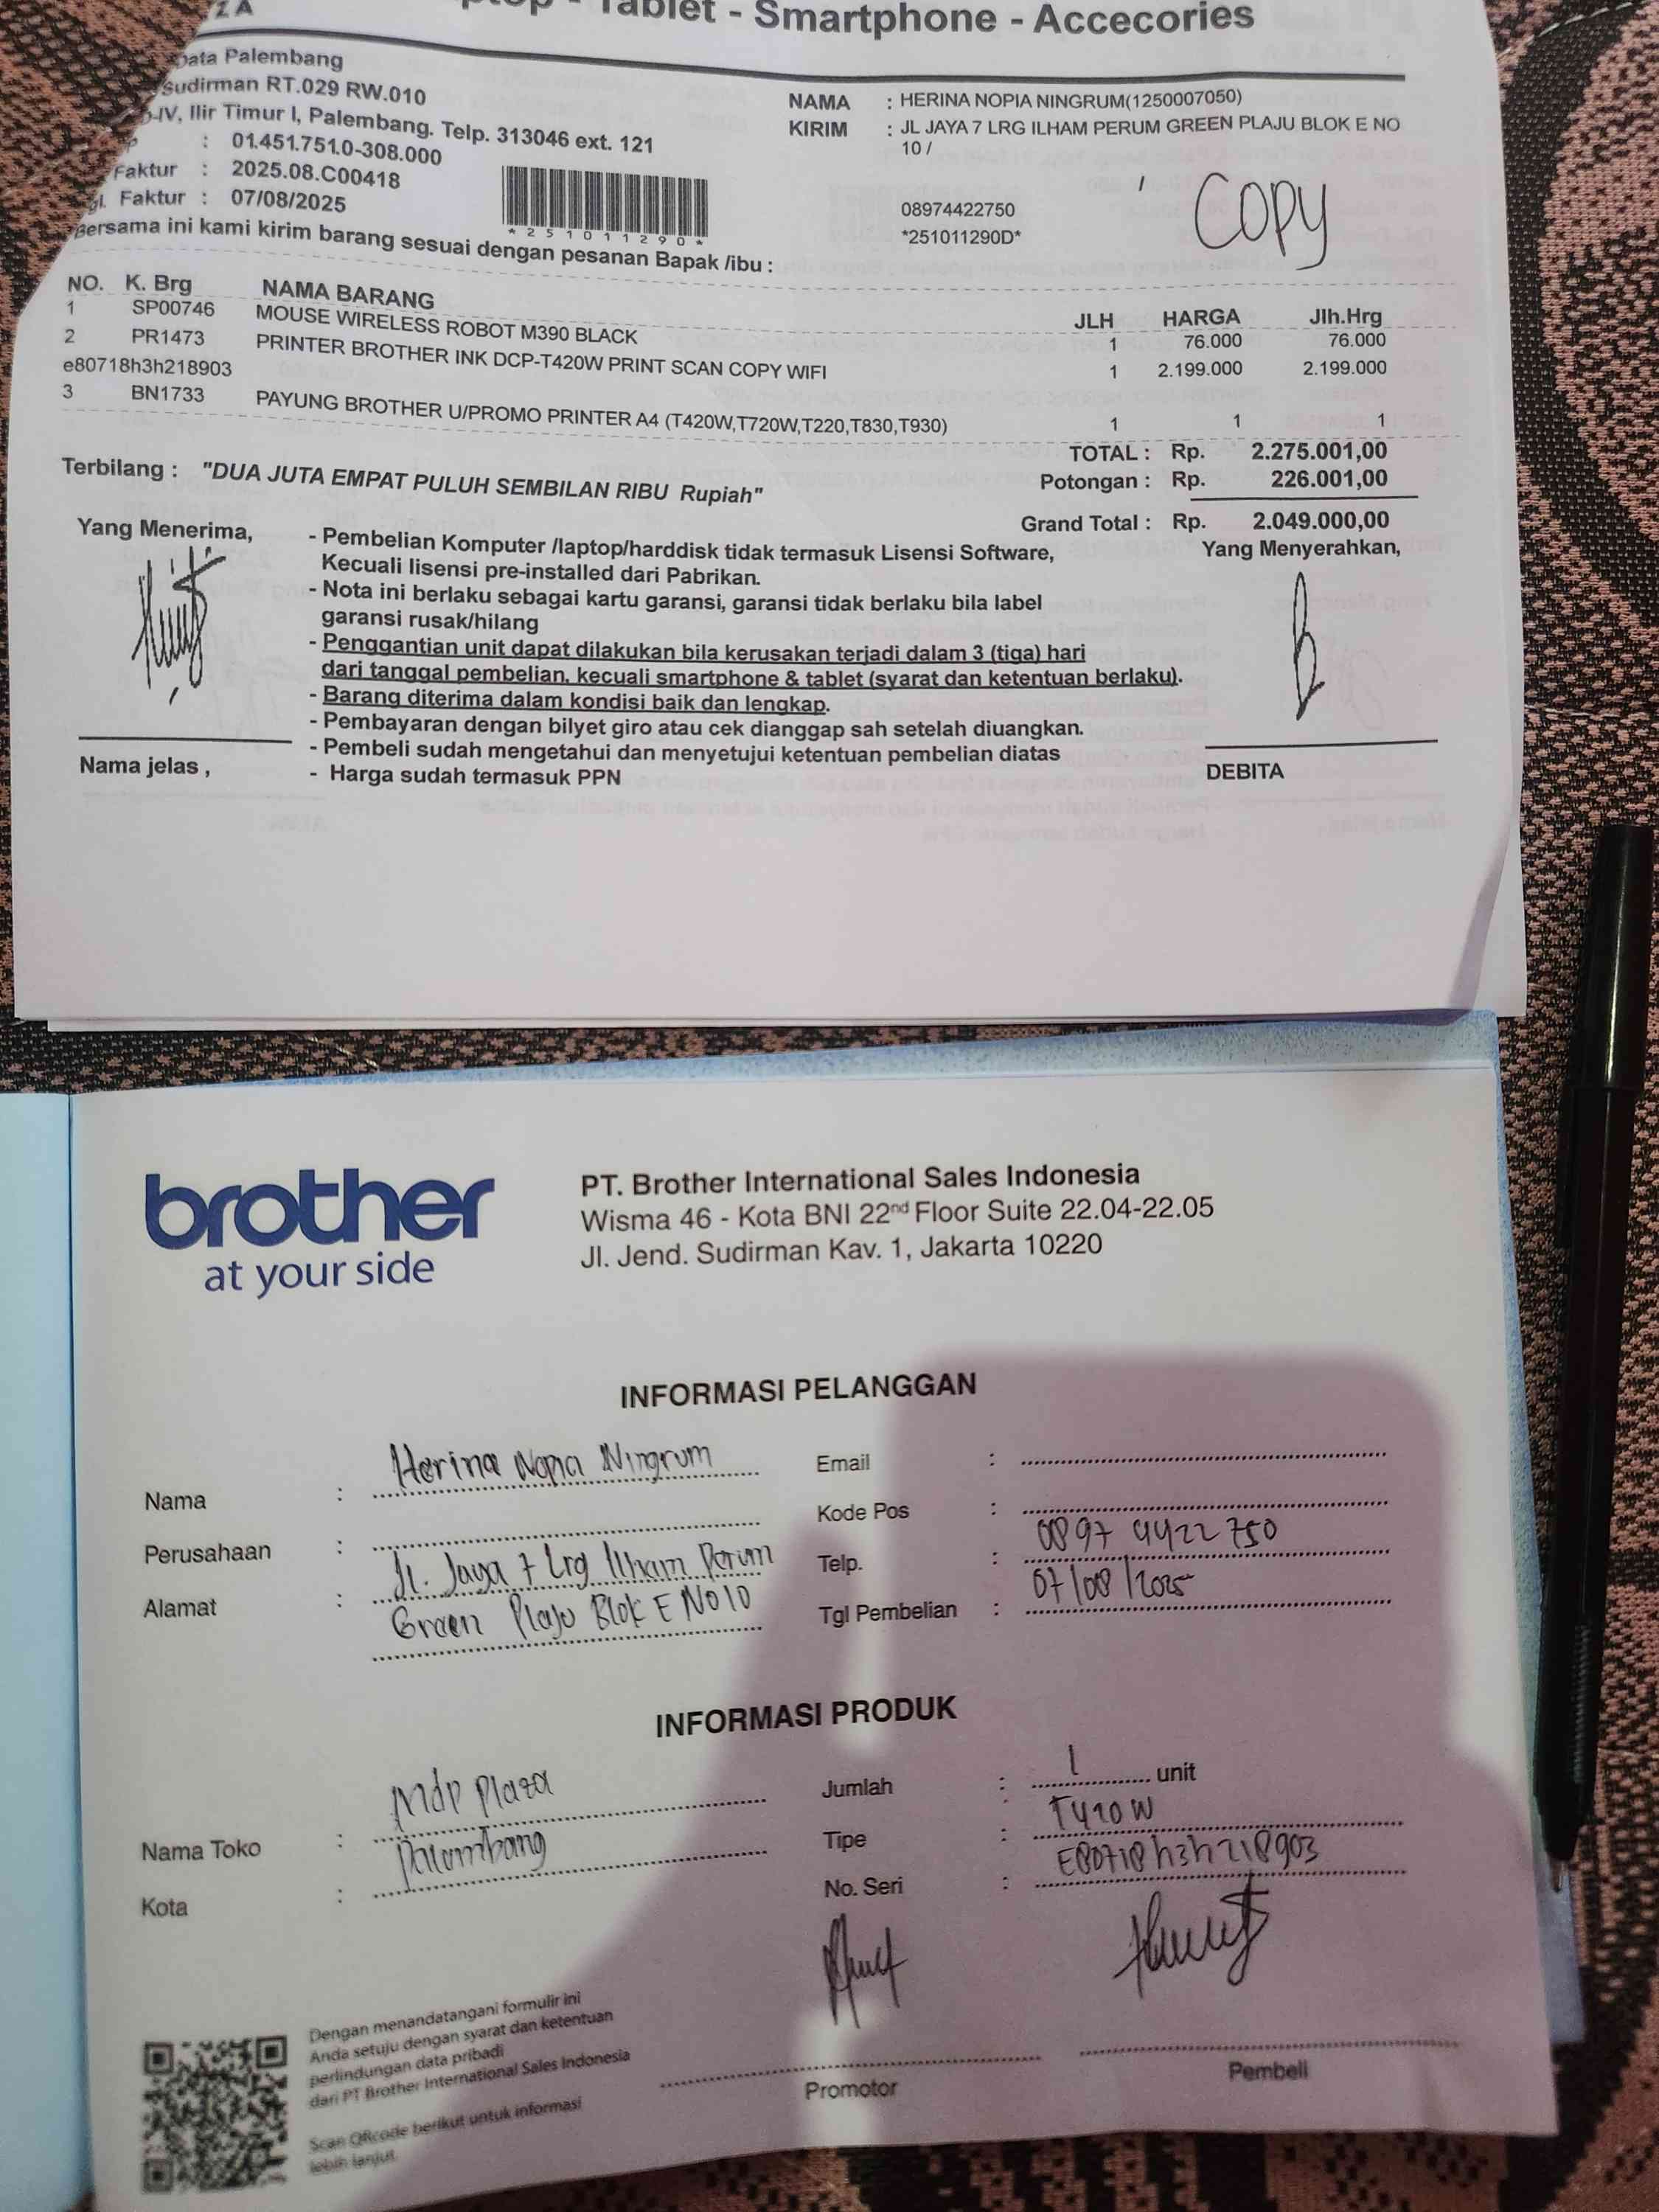 ZA
Tablet - Smartphone - Accecories
Palembang
Sudirman RT.029 RW.010
Ilir Timur I, Palembang. Telp. 313046 ext. 121
: 01.451.751.0-308.000
Faktur : 2025.08.C00418
Faktur : 07/08/2025
*251011290*
NAMA : HERINA NOPIA NINGRUM(1250007050)
KIRIM : JL JAYA 7 LRG ILHAM PERUM GREEN PLAJU BLOK E NO
10 /
/
08974422750
*251011290D*
COPY
Bersama ini kami kirim barang sesuai dengan pesanan Bapak /ibu :
NO. K. Brg NAMA BARANG JLH HARGA Jlh.Hrg
1 SP00746 MOUSE WIRELESS ROBOT M390 BLACK 1 76.000 76.000
2 PR1473 PRINTER BROTHER INK DCP-T420W PRINT SCAN COPY WIFI 1 2.199.000 2.199.000
e80718h3h218903
3 BN1733 PAYUNG BROTHER U/PROMO PRINTER A4 (T420W,T720W,T220,T830,T930) 1 1 1
TOTAL : Rp. 2.275.001,00
Terbilang : "DUA JUTA EMPAT PULUH SEMBILAN RIBU Rupiah"
Potongan : Rp. 226.001,00
Grand Total : Rp. 2.049.000,00
Yang Menerima,
Yang Menyerahkan,
- Pembelian Komputer /laptop/harddisk tidak termasuk Lisensi Software,
Kecuali lisensi pre-installed dari Pabrikan.
- Nota ini berlaku sebagai kartu garansi, garansi tidak berlaku bila label
garansi rusak/hilang
- Penggantian unit dapat dilakukan bila kerusakan terjadi dalam 3 (tiga) hari
dari tanggal pembelian, kecuali smartphone & tablet (syarat dan ketentuan berlaku).
- Barang diterima dalam kondisi baik dan lengkap.
- Pembayaran dengan bilyet giro atau cek dianggap sah setelah diuangkan.
- Pembeli sudah mengetahui dan menyetujui ketentuan pembelian diatas
- Harga sudah termasuk PPN
Nama jelas ,
DEBITA
brother
at your side
PT. Brother International Sales Indonesia
Wisma 46 - Kota BNI 22nd Floor Suite 22.04-22.05
Jl. Jend. Sudirman Kav. 1, Jakarta 10220
INFORMASI PELANGGAN
Nama : Herina Nopia Ningrum
Perusahaan :
Alamat : Jl. Jaya 7 Lrg Ilham Perum
Green Plaju Blok E No 10
Email :
Kode Pos :
Telp. : 0897 4422 750
Tgl Pembelian : 07/08/2025
INFORMASI PRODUK
Nama Toko : Mdp Plaza
Kota : Palembang
Jumlah : 1 unit
Tipe : T420W
No. Seri : E80718h3h218903
Dengan menandatangani formulir ini
Anda setuju dengan syarat dan ketentuan
perlindungan data pribadi
dari PT Brother International Sales Indonesia
Scan QRcode berikut untuk informasi
lebih lanjut.
Promotor
Pembeli